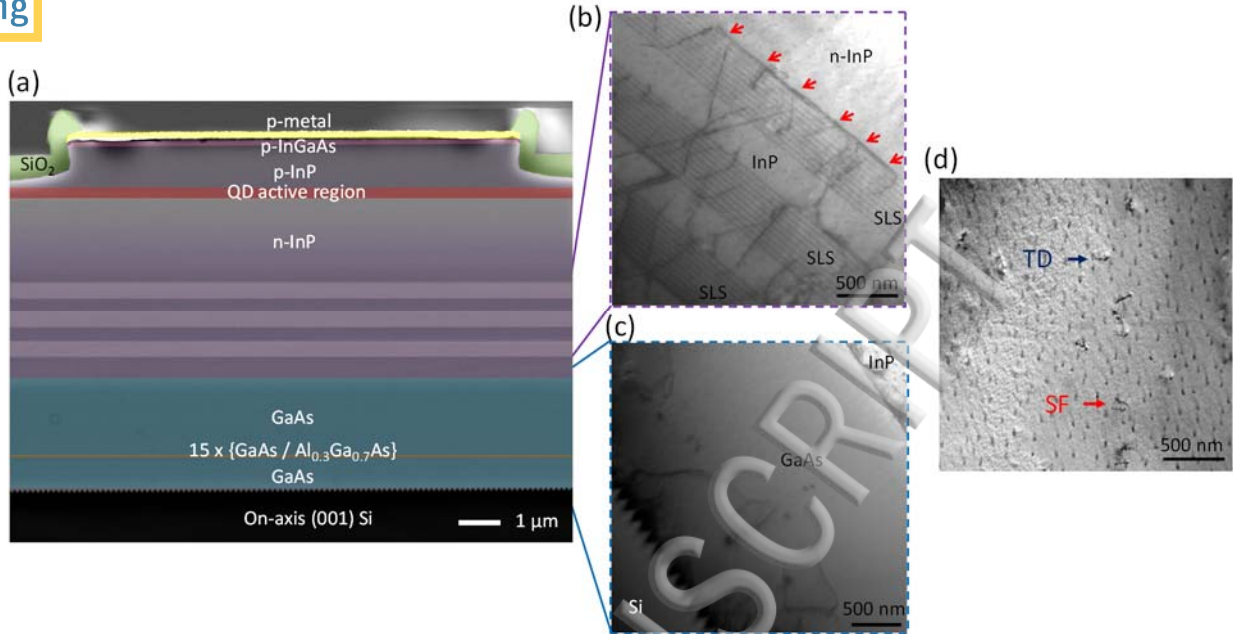 ng
(a)
p-metal
p-InGaAs
SiO₂
p-InP
QD active region
n-InP
GaAs
15 x {GaAs / Al₀.₃Ga₀.₇As}
GaAs
On-axis (001) Si
1 μm
(b)
n-InP
InP
SLS
SLS
SLS
500 nm
(c)
InP
GaAs
Si
500 nm
(d)
TD
SF
500 nm
USCRIPT